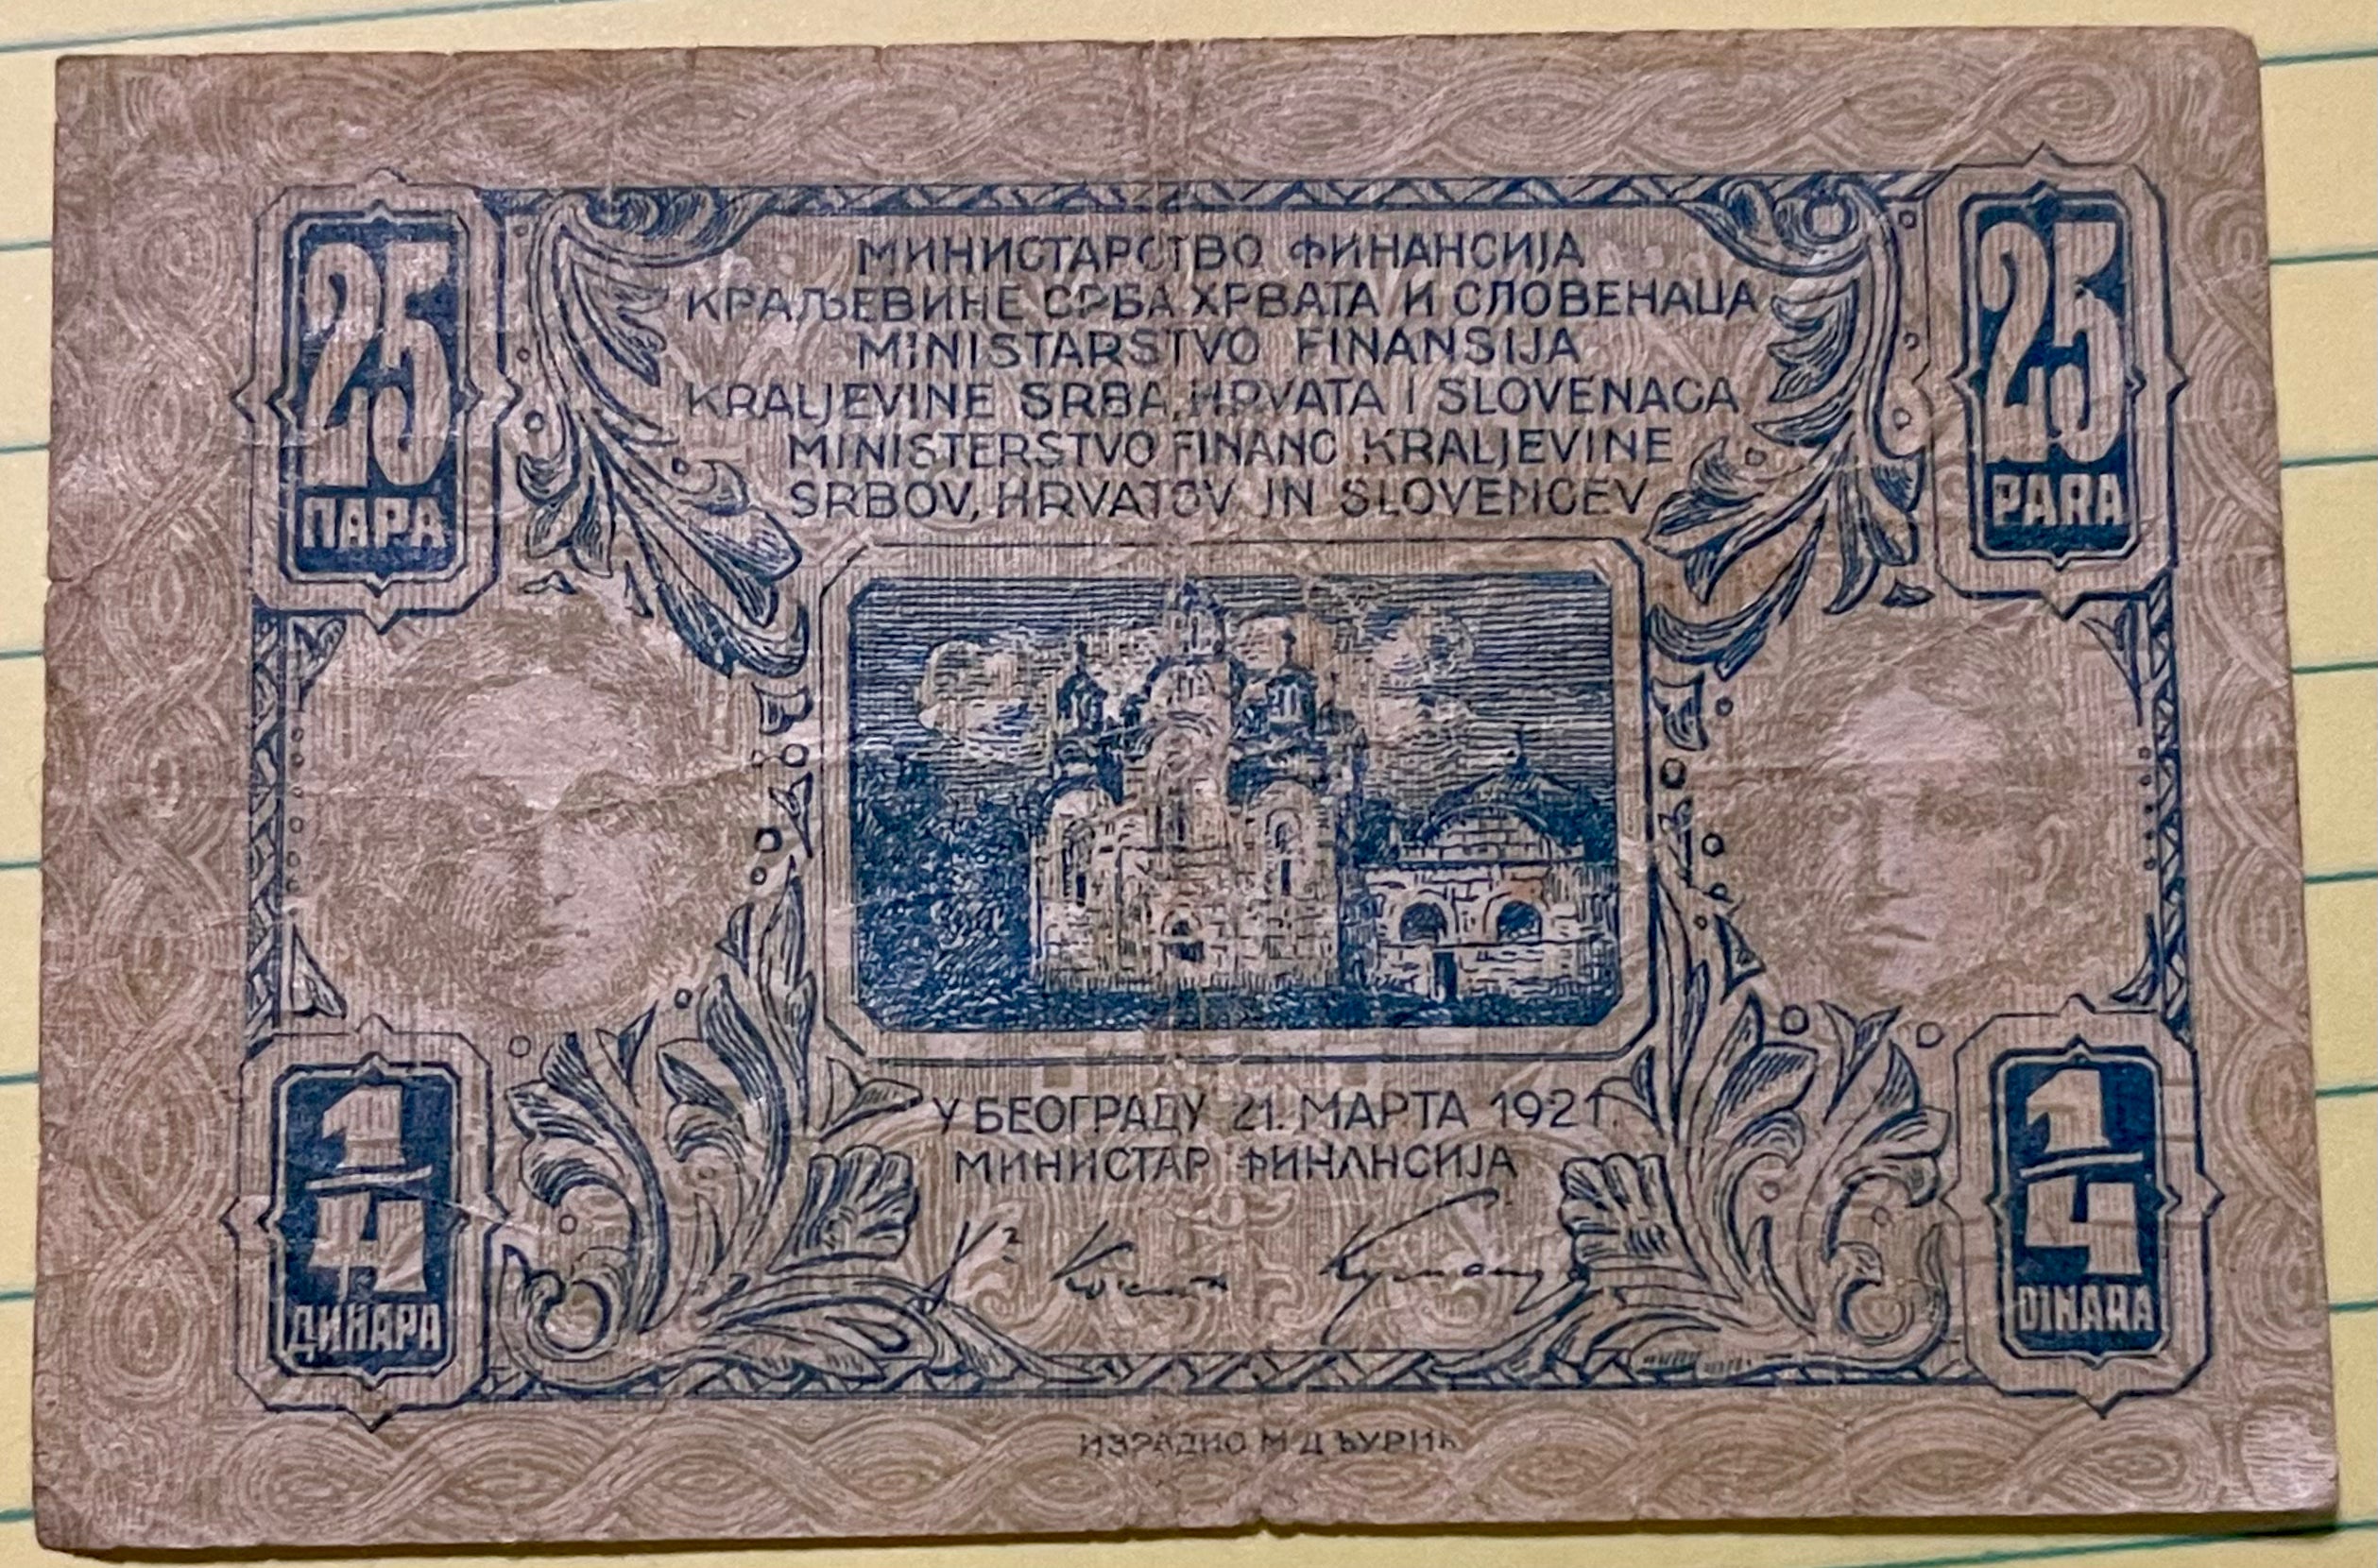 25
ПАРА
25
PARA
МИНИСТАРСТВО ФИНАНСИЈА
КРАЉЕВИНЕ СРБА ХРВАТА И СЛОВЕНАЦА
MINISTARSTVO FINANSIJA
KRALJEVINE SRBA, HRVATA I SLOVENACA
MINISTERSTVO FINANC KRALJEVINE
SRBOV, HRVATOV IN SLOVENCEV
У БЕОГРАДУ 21. МАРТА 1921.
МИНИСТАР ФИНАНСИЈА
1/4
ДИНАРА
1/4
DINARA
ИЗРАДИО М Д ЂУРИЋ